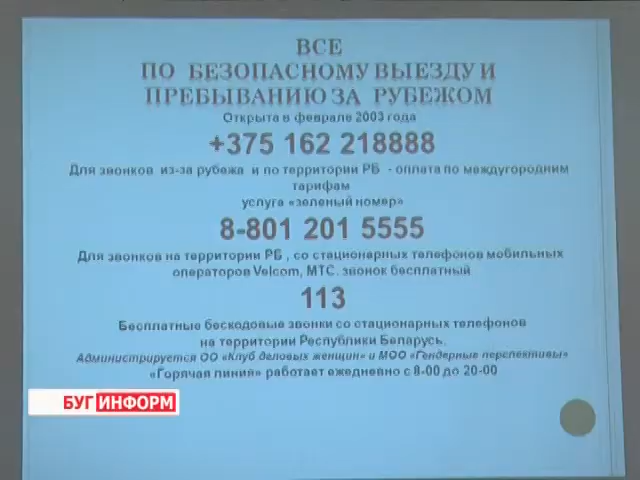 ВСЕ
ПО БЕЗОПАСНОМУ ВЫЕЗДУ И
ПРЕБЫВАНИЮ ЗА РУБЕЖОМ
Открыта в феврале 2003 года
+375 162 218888
Для звонков из-за рубежа и по территории РБ - оплата по междугородним
тарифам
услуга «зеленый номер»
8-801 201 5555
Для звонков на территории РБ , со стационарных телефонов мобильных
операторов Velcom, МТС. звонок бесплатный
113
Бесплатные бескодовые звонки со стационарных телефонов
на территории Республики Беларусь.
Администрируется ОО «Клуб деловых женщин» и МОО «Гендерные перспективы»
«Горячая линия» работает ежедневно с 8-00 до 20-00
БУГ ИНФОРМ